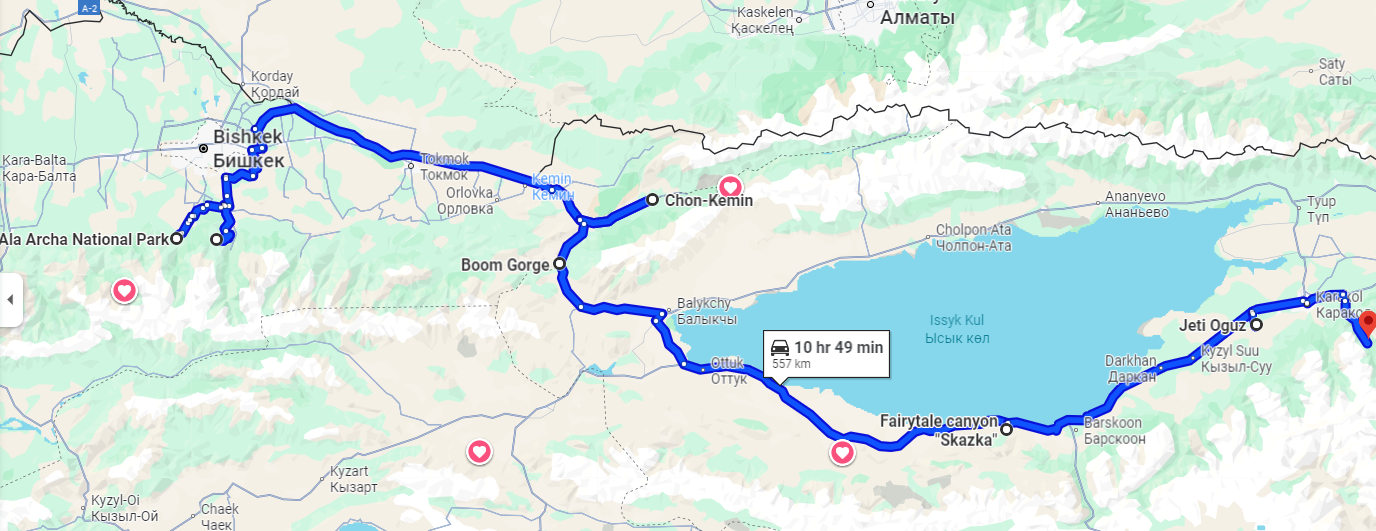 A-2
Kaskelen
Қаскелең
Алматы
Saty
Саты
Korday
Кордай
Bishkek
Бишкек
Kara-Balta
Кара-Балта
Tokmok
Токмок
Kemin
Кемин
Orlovka
Орловка
Chon-Kemin
Ananyevo
Ананьево
Tyup
Түп
Cholpon Ata
Чолпон-Ата
Ala Archa National Park
Boom Gorge
Balykchy
Балыкчы
Issyk Kul
Ысык көл
Karakol
Каракол
Jeti Oguz
10 hr 49 min
557 km
Kyzyl Suu
Кызыл-Суу
Darkhan
Даркан
Ottuk
Оттук
Fairytale canyon
"Skazka"
Barskoon
Барскоон
Kyzart
Кызарт
Kyzyl-Oi
Кызыл-Ой
Chaek
Чаек